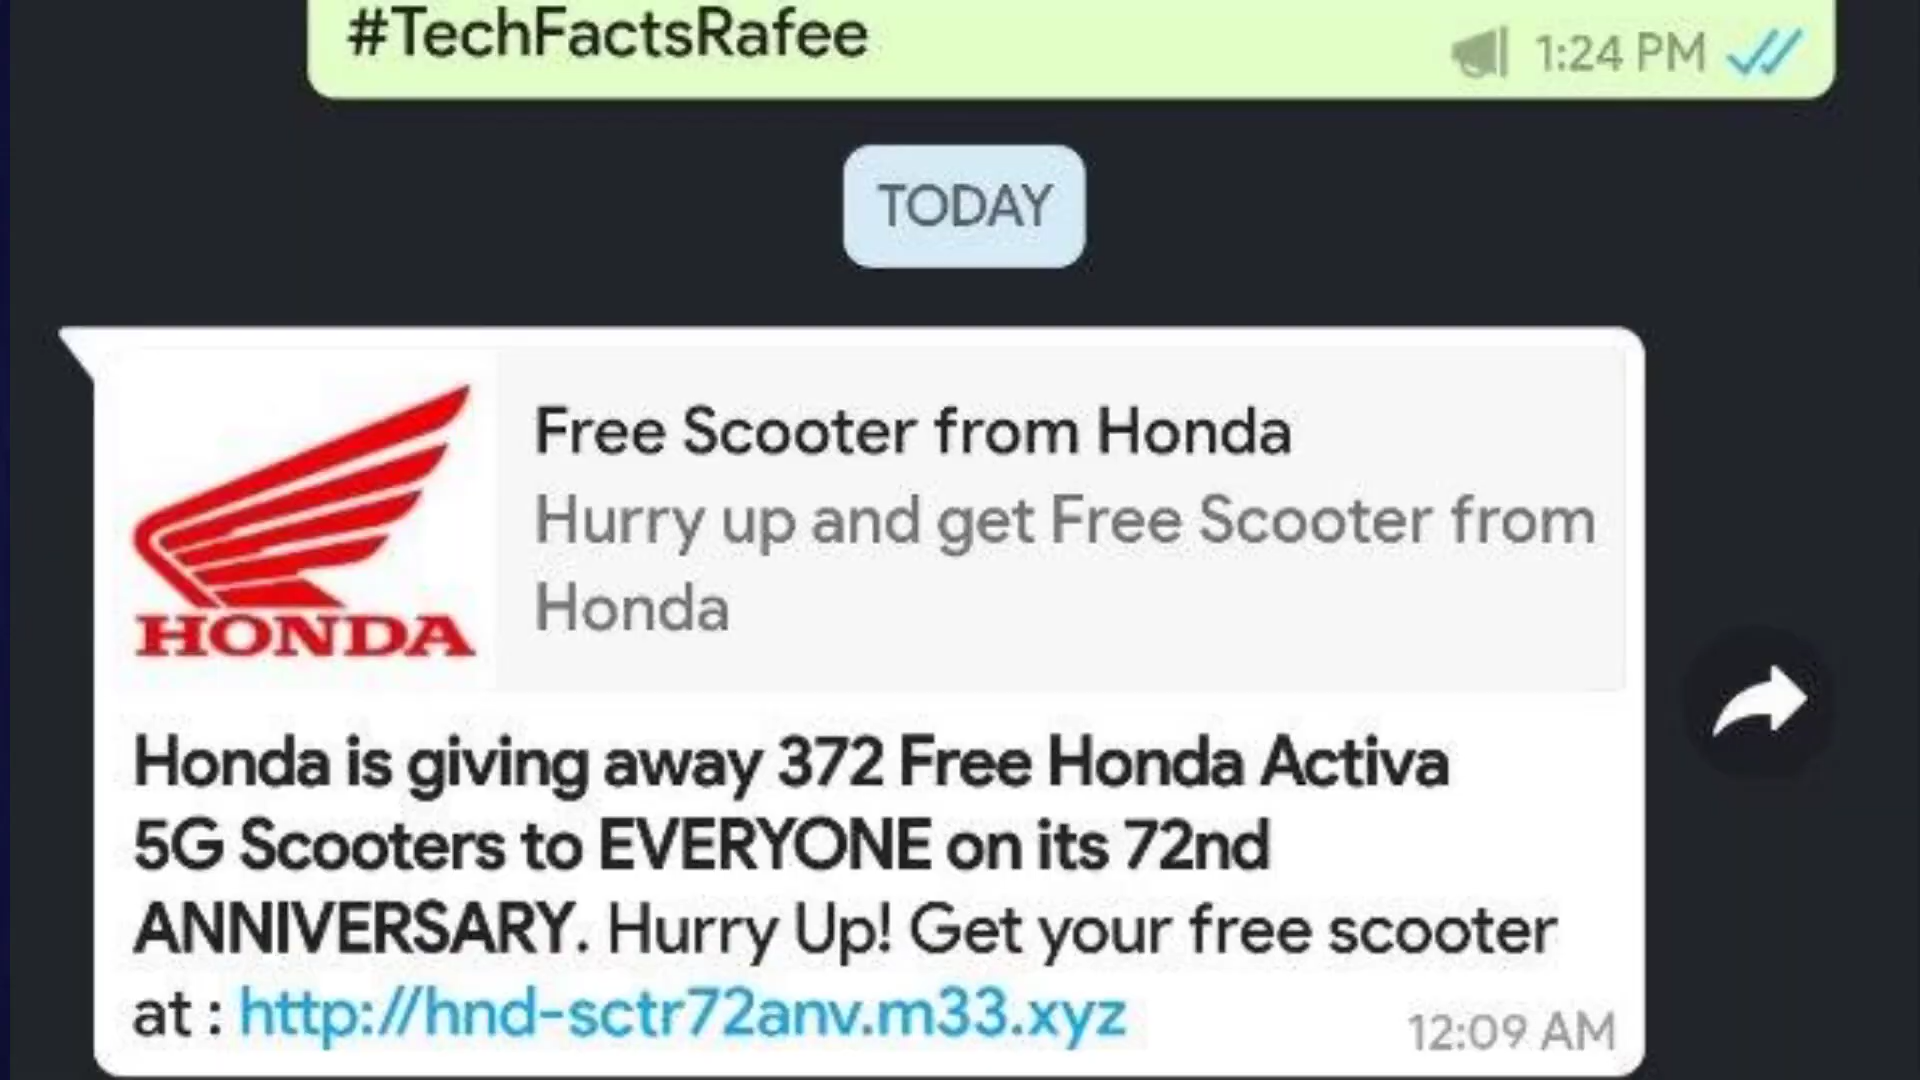 #TechFactsRafee
1:24 PM
TODAY
HONDA
Free Scooter from Honda
Hurry up and get Free Scooter from
Honda
Honda is giving away 372 Free Honda Activa
5G Scooters to EVERYONE on its 72nd
ANNIVERSARY. Hurry Up! Get your free scooter
at : http://hnd-sctr72anv.m33.xyz
12:09 AM